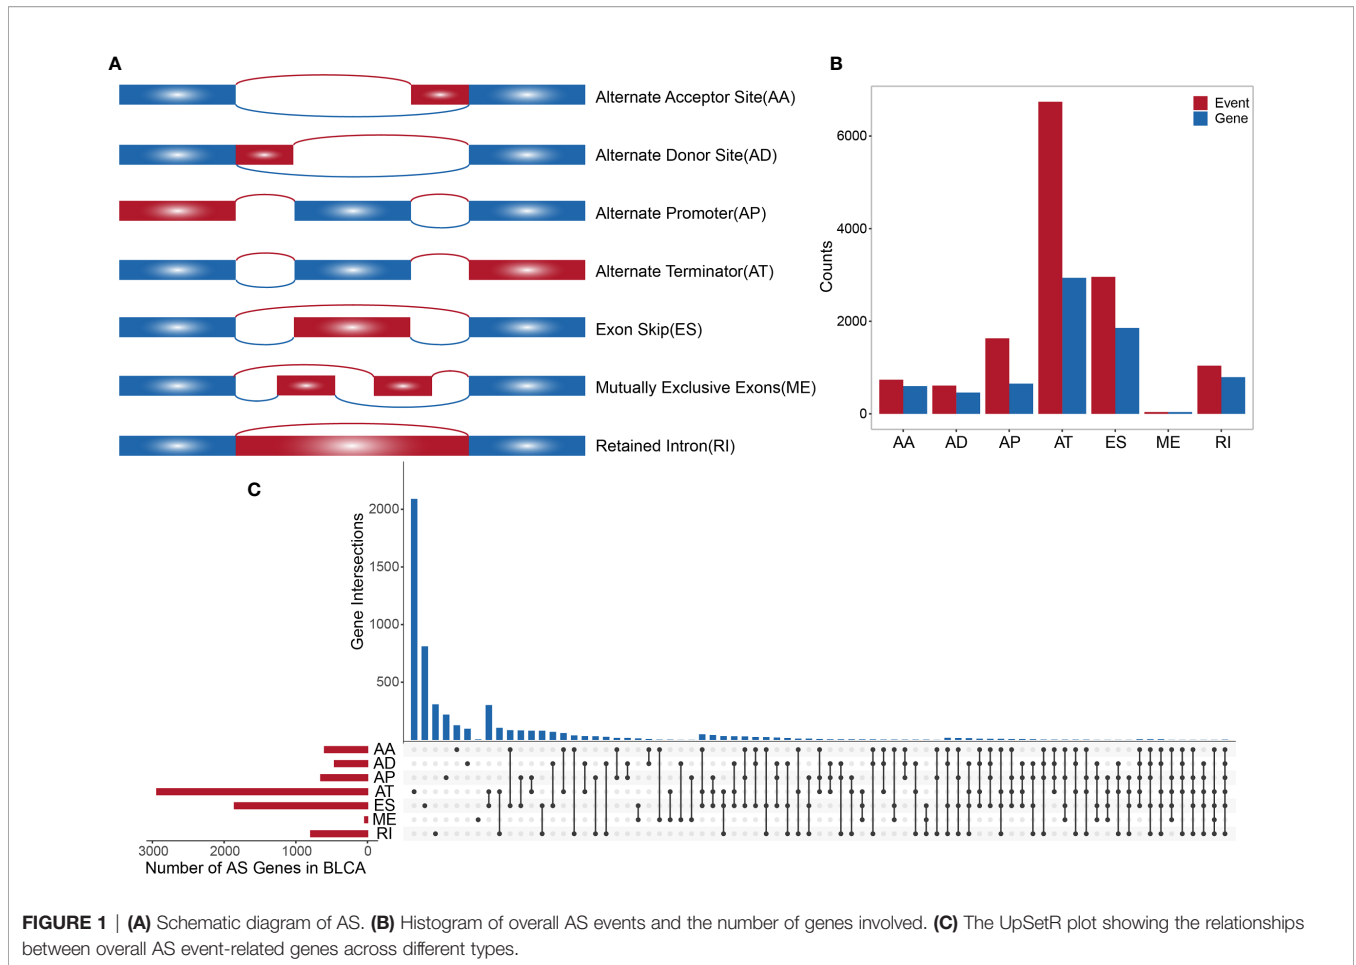 A
Alternate Acceptor Site(AA)
Alternate Donor Site(AD)
Alternate Promoter(AP)
Alternate Terminator(AT)
Exon Skip(ES)
Mutually Exclusive Exons(ME)
Retained Intron(RI)
B
Event
Gene
Counts
6000
4000
2000
0
AA AD AP AT ES ME RI
C
Gene Intersections
2000
1500
1000
500
AA
AD
AP
AT
ES
ME
RI
3000 2000 1000 0
Number of AS Genes in BLCA
FIGURE 1 | (A) Schematic diagram of AS. (B) Histogram of overall AS events and the number of genes involved. (C) The UpSetR plot showing the relationships
between overall AS event-related genes across different types.